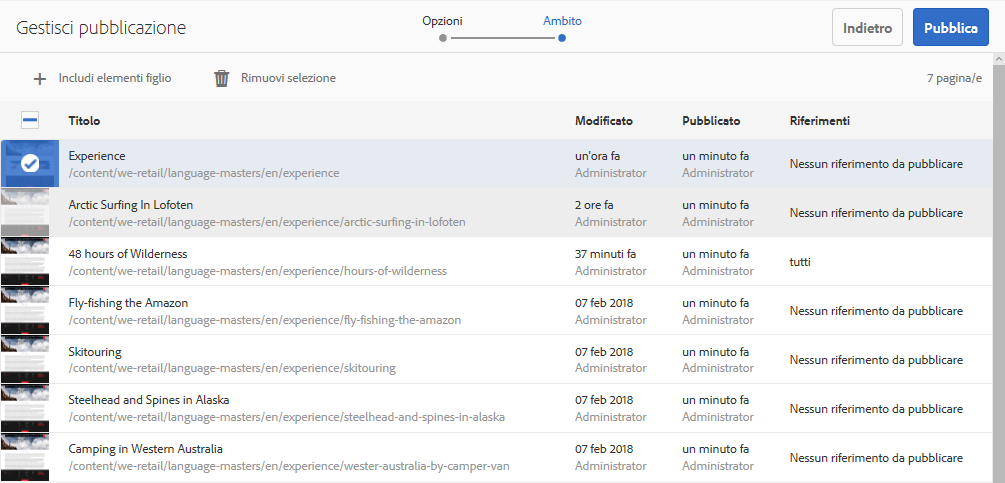 Gestisci pubblicazione
Opzioni
Ambito
Indietro
Pubblica
Includi elementi figlio
Rimuovi selezione
7 pagina/e
Titolo Modificato Pubblicato Riferimenti
Experience un'ora fa un minuto fa
/content/we-retail/language-masters/en/experience Administrator Administrator
Nessun riferimento da pubblicare
Arctic Surfing In Lofoten 2 ore fa un minuto fa
/content/we-retail/language-masters/en/experience/arctic-surfing-in-lofoten Administrator Administrator
Nessun riferimento da pubblicare
48 hours of Wilderness 37 minuti fa un minuto fa
/content/we-retail/language-masters/en/experience/hours-of-wilderness Administrator Administrator
tutti
Fly-fishing the Amazon 07 feb 2018 un minuto fa
/content/we-retail/language-masters/en/experience/fly-fishing-the-amazon Administrator Administrator
Nessun riferimento da pubblicare
Skitouring 07 feb 2018 un minuto fa
/content/we-retail/language-masters/en/experience/skitouring Administrator Administrator
Nessun riferimento da pubblicare
Steelhead and Spines in Alaska 07 feb 2018 un minuto fa
/content/we-retail/language-masters/en/experience/steelhead-and-spines-in-alaska Administrator Administrator
Nessun riferimento da pubblicare
Camping in Western Australia 07 feb 2018 un minuto fa
/content/we-retail/language-masters/en/experience/wester-australia-by-camper-van Administrator Administrator
Nessun riferimento da pubblicare